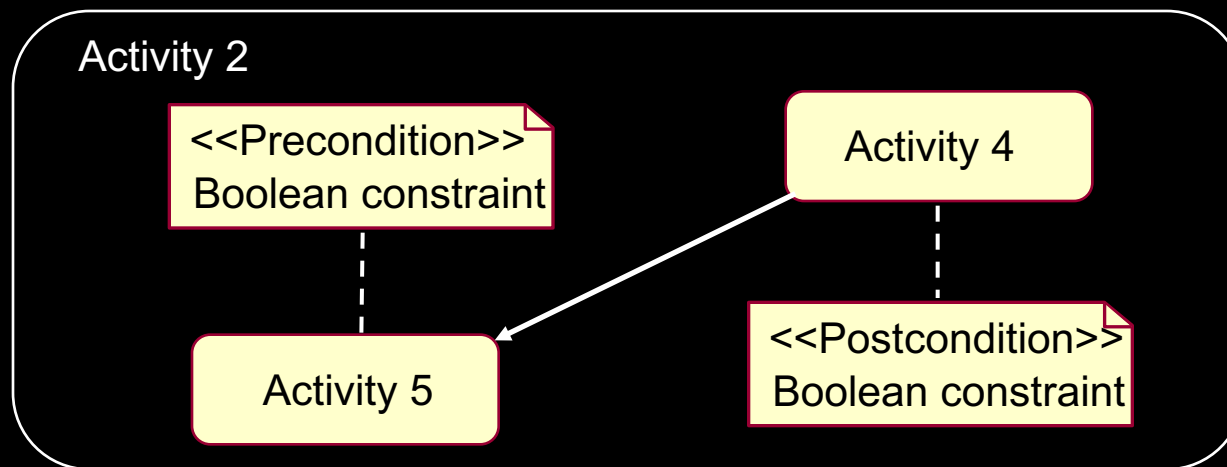 Activity 2
<<Precondition>>
Boolean constraint
Activity 4
Activity 5
<<Postcondition>>
Boolean constraint